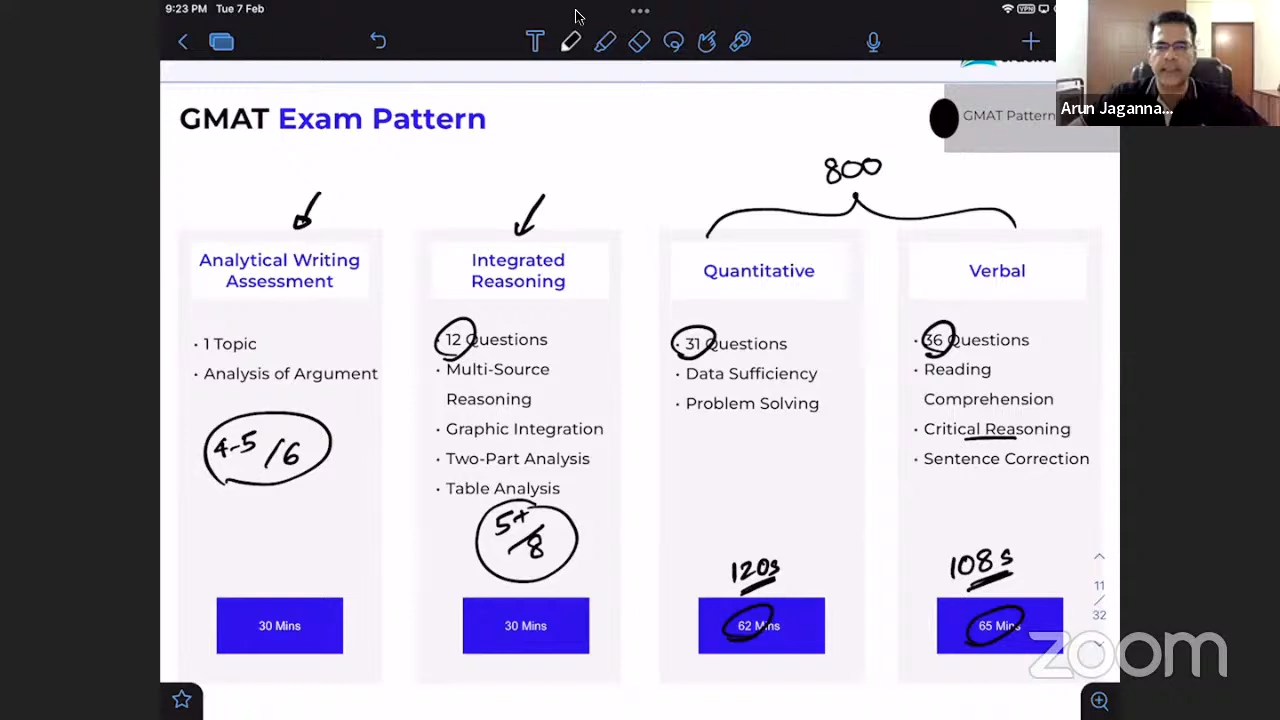 9:23 PM Tue 7 Feb
VPN
Arun Jaganna...
GMAT Exam Pattern
GMAT Pattern
800
Analytical Writing
Assessment
• 1 Topic
• Analysis of Argument
4-5/6
30 Mins
Integrated
Reasoning
• 12 Questions
• Multi-Source
Reasoning
• Graphic Integration
• Two-Part Analysis
• Table Analysis
5+/8
30 Mins
Quantitative
• 31 Questions
• Data Sufficiency
• Problem Solving
120s
62 Mins
Verbal
• 36 Questions
• Reading
Comprehension
• Critical Reasoning
• Sentence Correction
108s
65 Mins
11
/
32
zoom